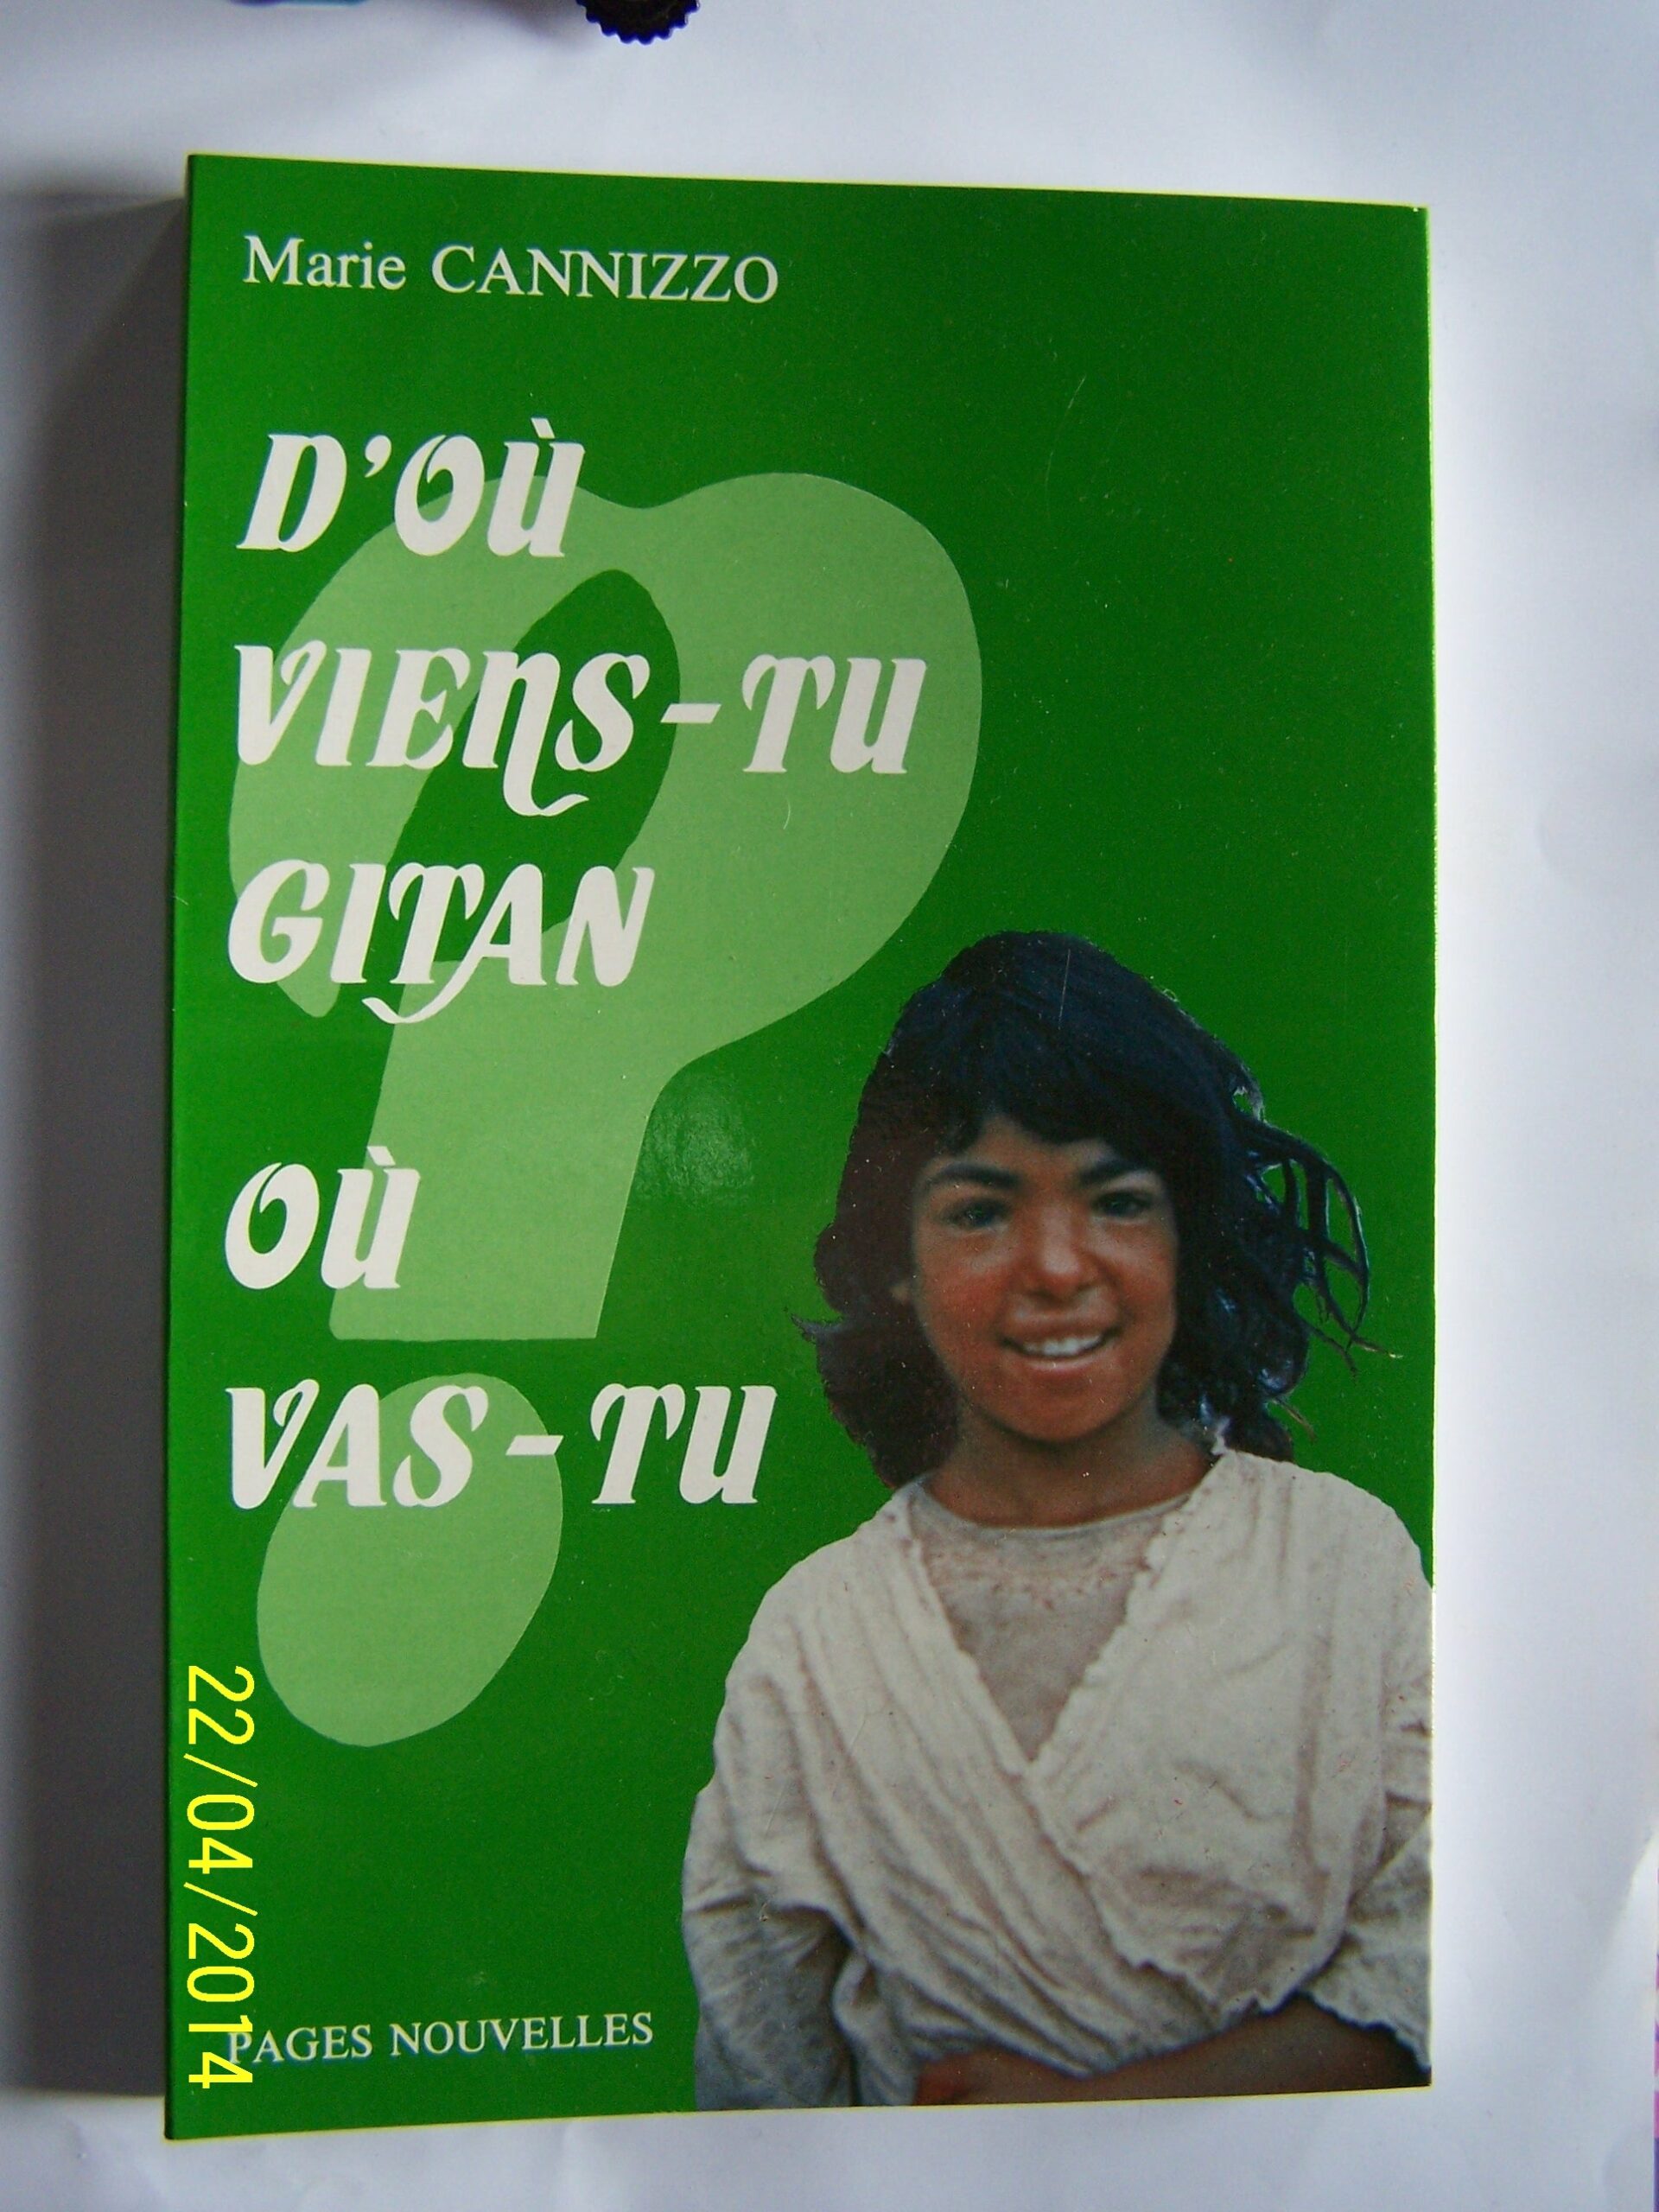 Marie CANNIZZO
D'OÙ
VIENS-TU
GITAN
OÙ
VAS-TU
?
PAGES NOUVELLES
22/04/2014